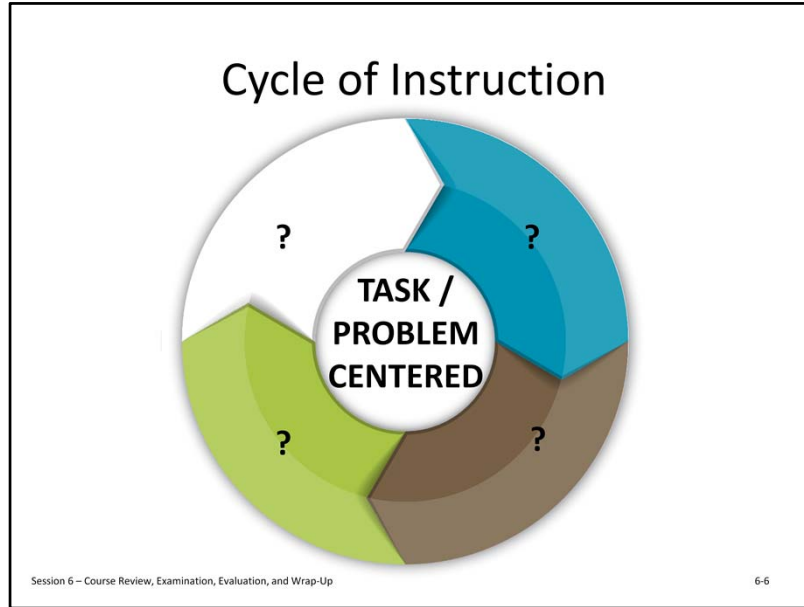 Cycle of Instruction
?
?
TASK /
PROBLEM
CENTERED
?
?
Session 6 – Course Review, Examination, Evaluation, and Wrap-Up
6-6